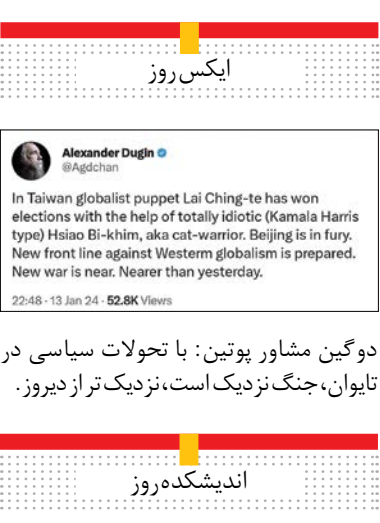 ایکس‌روز
Alexander Dugin
@Agdchan
In Taiwan globalist puppet Lai Ching-te has won
elections with the help of totally idiotic (Kamala Harris
type) Hsiao Bi-khim, aka cat-warrior. Beijing is in fury.
New front line against Westerm globalism is prepared.
New war is near. Nearer than yesterday.
22:48 · 13 Jan 24 · 52.8K Views
دوگین مشاور پوتین: با تحولات سیاسی در
تایوان، جنگ نزدیک است، نزدیک‌تر از دیروز.
اندیشکده‌روز